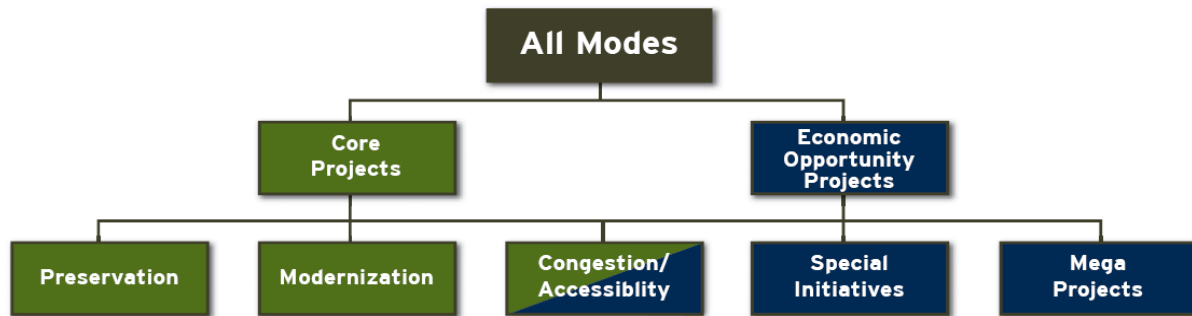 All Modes
Core
Projects
Economic
Opportunity
Projects
Preservation
Modernization
Congestion/
Accessiblity
Special
Initiatives
Mega
Projects